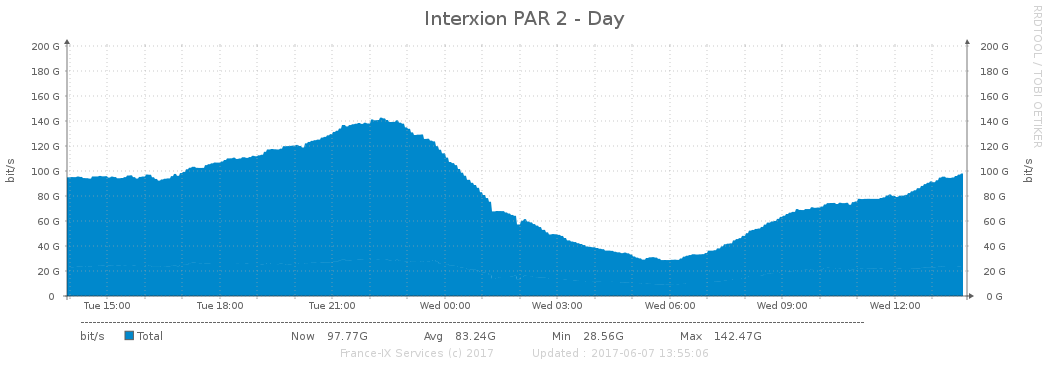 Interxion PAR 2 - Day
RRDTOOL / TOBI OETIKER
200 G 200 G
180 G 180 G
160 G 160 G
140 G 140 G
120 G 120 G
100 G 100 G
80 G 80 G
60 G 60 G
40 G 40 G
20 G 20 G
0 0 G
bit/s bit/s
Tue 15:00 Tue 18:00 Tue 21:00 Wed 00:00 Wed 03:00 Wed 06:00 Wed 09:00 Wed 12:00
bit/s Total Now 97.77G Avg 83.24G Min 28.56G Max 142.47G
France-IX Services (c) 2017 Updated : 2017-06-07 13:55:06